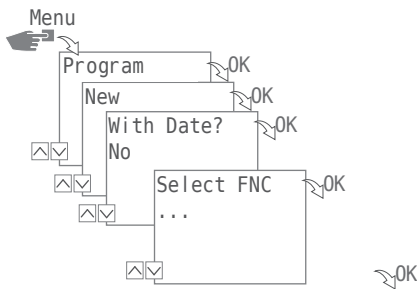 Menu
Program OK
New OK
With Date? OK
No
Select FNC OK
...
OK